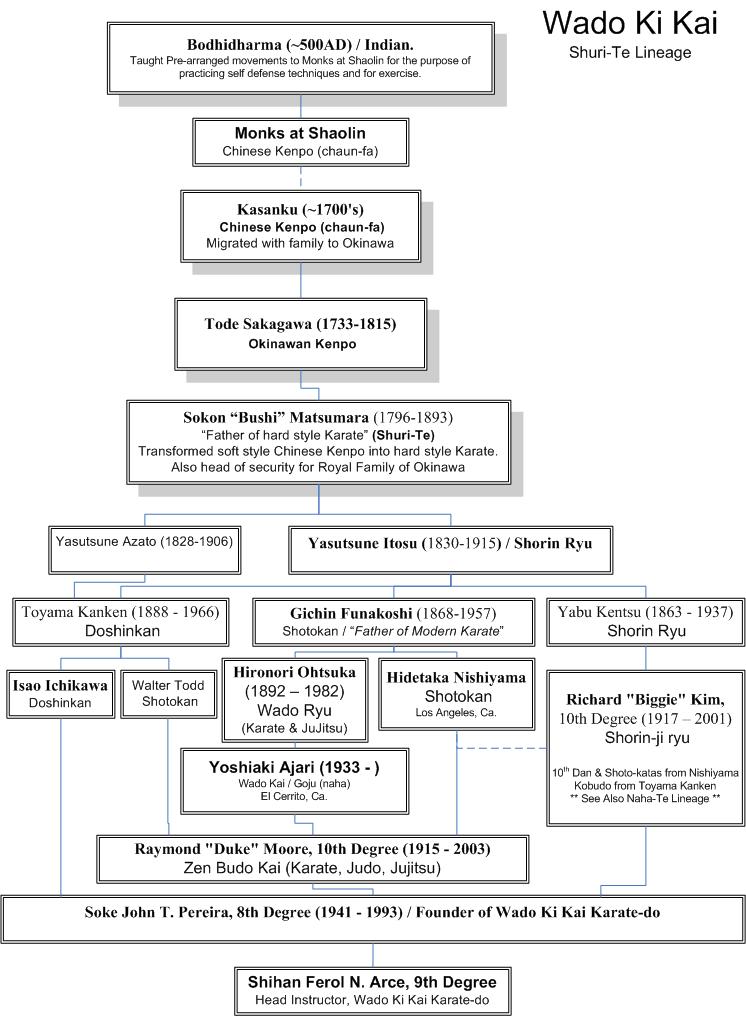 Wado Ki Kai
Shuri-Te Lineage
Bodhidharma (~500AD) / Indian.
Taught Pre-arranged movements to Monks at Shaolin for the purpose of
practicing self defense techniques and for exercise.
Monks at Shaolin
Chinese Kenpo (chaun-fa)
Kasanku (~1700's)
Chinese Kenpo (chaun-fa)
Migrated with family to Okinawa
Tode Sakagawa (1733-1815)
Okinawan Kenpo
Sokon “Bushi” Matsumara (1796-1893)
“Father of hard style Karate” (Shuri-Te)
Transformed soft style Chinese Kenpo into hard style Karate.
Also head of security for Royal Family of Okinawa
Yasutsune Azato (1828-1906)
Yasutsune Itosu (1830-1915) / Shorin Ryu
Toyama Kanken (1888 - 1966)
Doshinkan
Gichin Funakoshi (1868-1957)
Shotokan / “Father of Modern Karate”
Yabu Kentsu (1863 - 1937)
Shorin Ryu
Isao Ichikawa
Doshinkan
Walter Todd
Shotokan
Hironori Ohtsuka
(1892 – 1982)
Wado Ryu
(Karate & JuJitsu)
Hidetaka Nishiyama
Shotokan
Los Angeles, Ca.
Richard "Biggie" Kim,
10th Degree (1917 – 2001)
Shorin-ji ryu
10th Dan & Shoto-katas from Nishiyama
Kobudo from Toyama Kanken
** See Also Naha-Te Lineage **
Yoshiaki Ajari (1933 - )
Wado Kai / Goju (naha)
El Cerrito, Ca.
Raymond "Duke" Moore, 10th Degree (1915 - 2003)
Zen Budo Kai (Karate, Judo, Jujitsu)
Soke John T. Pereira, 8th Degree (1941 - 1993) / Founder of Wado Ki Kai Karate-do
Shihan Ferol N. Arce, 9th Degree
Head Instructor, Wado Ki Kai Karate-do